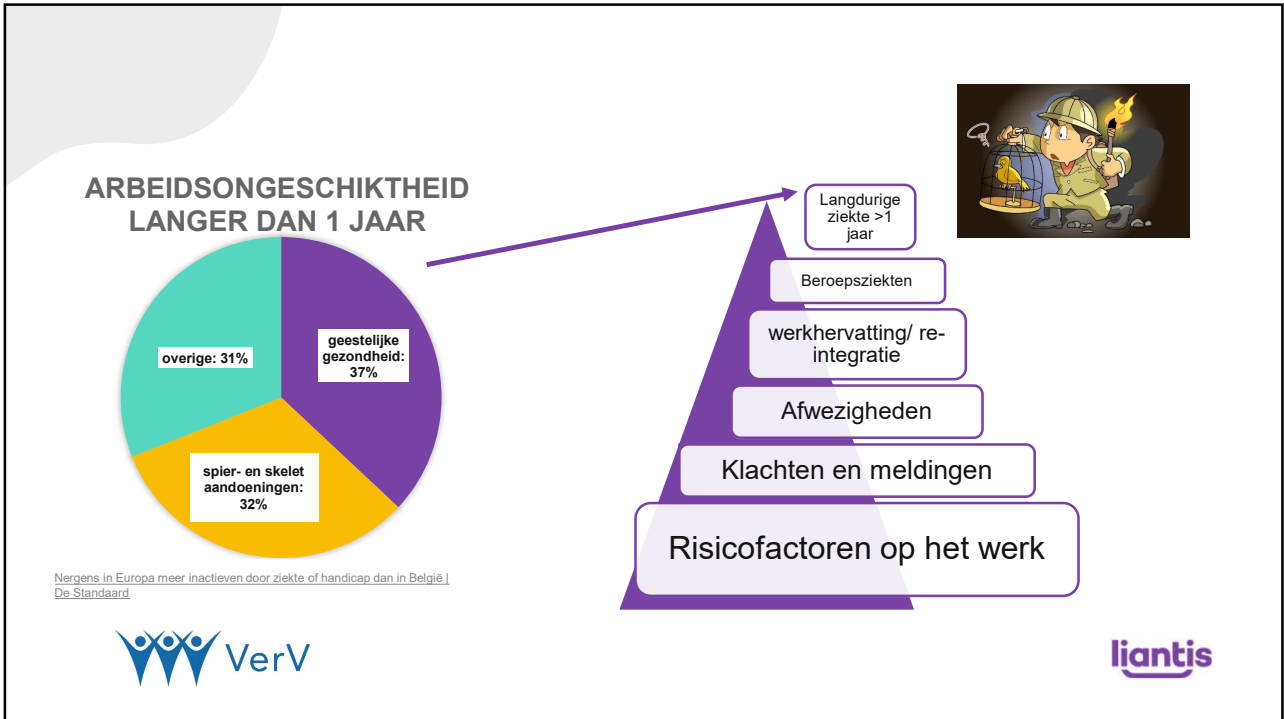 ARBEIDSONGESCHIKTHEID
LANGER DAN 1 JAAR
overige: 31%
geestelijke
gezondheid:
37%
spier- en skelet
aandoeningen:
32%
Nergens in Europa meer inactieven door ziekte of handicap dan in België |
De Standaard
Langdurige
ziekte >1
jaar
Beroepsziekten
werkhervatting/ re-
integratie
Afwezigheden
Klachten en meldingen
Risicofactoren op het werk
VerV
liantis